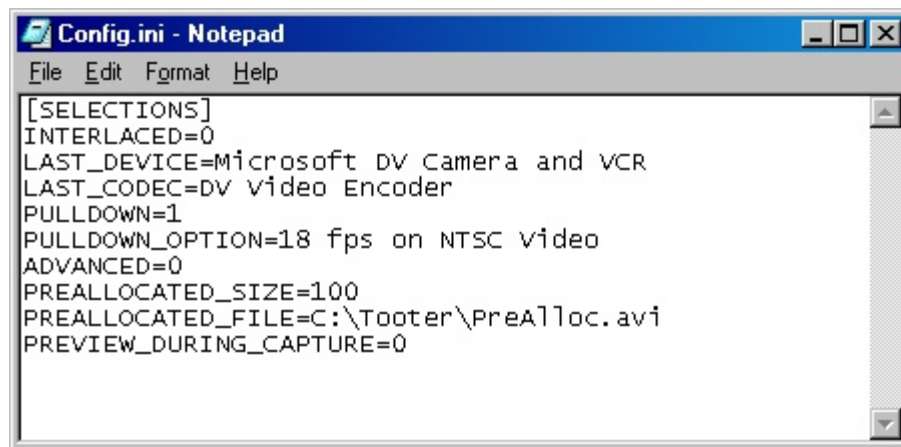 Config.ini - Notepad
File Edit Format Help
[SELECTIONS]
INTERLACED=0
LAST_DEVICE=Microsoft DV Camera and VCR
LAST_CODEC=DV Video Encoder
PULLDOWN=1
PULLDOWN_OPTION=18 fps on NTSC Video
ADVANCED=0
PREALLOCATED_SIZE=100
PREALLOCATED_FILE=C:\Tooter\PreAlloc.avi
PREVIEW_DURING_CAPTURE=0